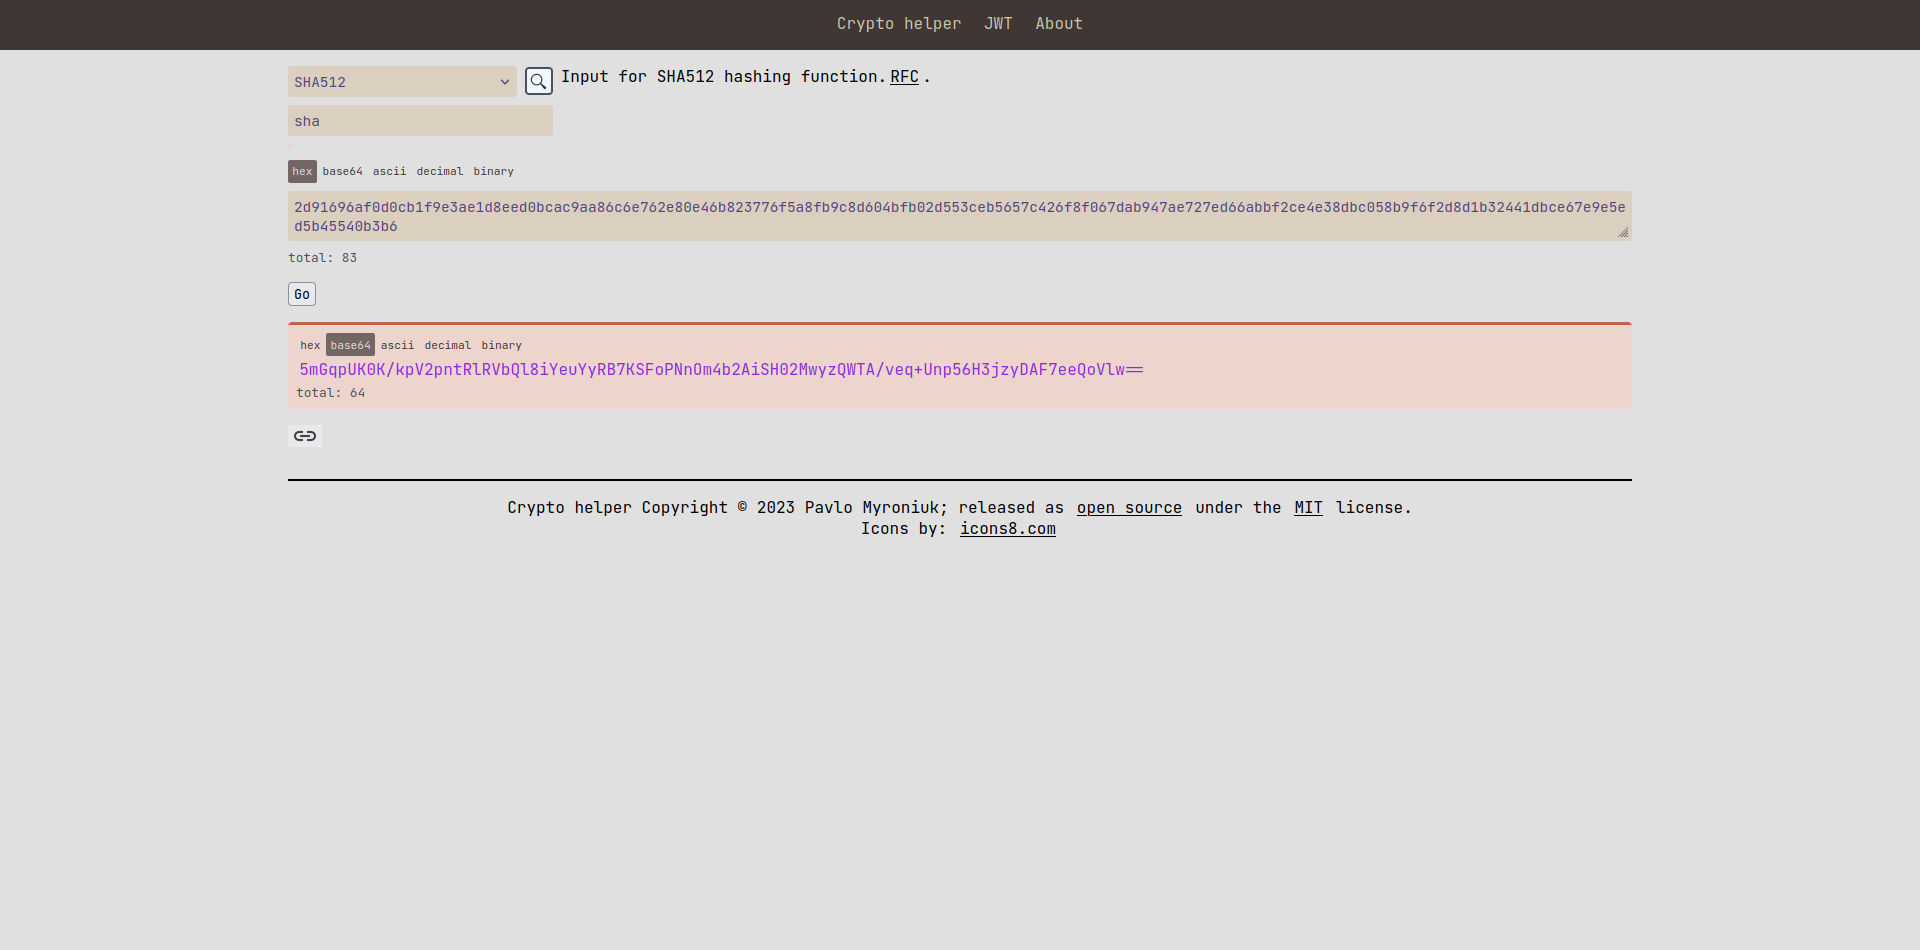 Crypto helper JWT About
SHA512 Input for SHA512 hashing function. RFC .
sha
hex base64 ascii decimal binary
2d91696af0d0cb1f9e3ae1d8eed0bcac9aa86c6e762e80e46b823776f5a8fb9c8d604bfb02d553ceb5657c426f8f067dab947ae727ed66abbf2ce4e38dbc058b9f6f2d8d1b32441dbce67e9e5e
d5b45540b3b6
total: 83
Go
hex base64 ascii decimal binary
5mGqpUK0K/kpV2pntRlRVbQl8iYeuYyRB7KSFoPNnOm4b2AiSH02MwyzQWTA/veq+Unp56H3jzyDAF7eeQoVlw==
total: 64
Crypto helper Copyright © 2023 Pavlo Myroniuk; released as open source under the MIT license.
Icons by: icons8.com